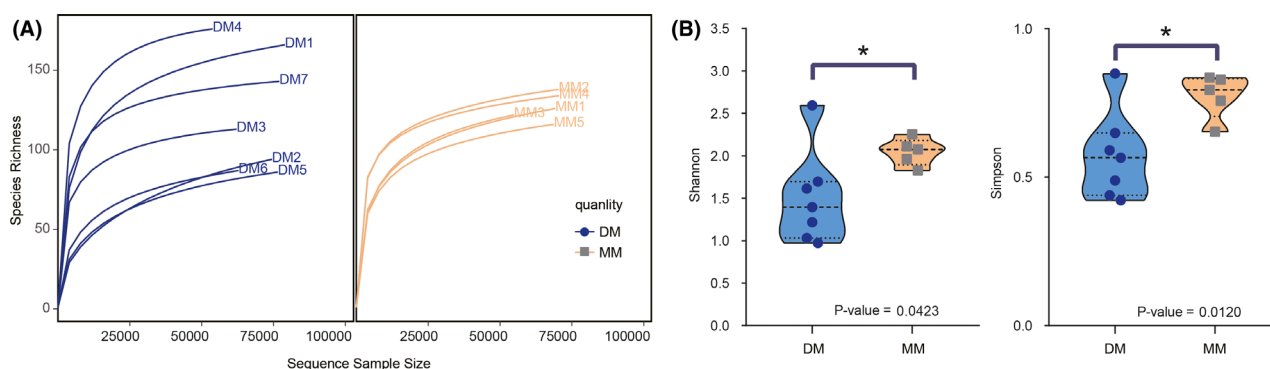 (A)
Species Richness
150
100
50
0
DM4
DM1
DM7
DM3
DM2
DM6
DM5
MM2
MM4
MM3
MM1
MM5
quanlity
DM
MM
25000 50000 75000 100000 25000 50000 75000 100000
Sequence Sample Size
(B)
Shannon
3.5
3.0
2.5
2.0
1.5
1.0
0.5
0.0
*
P-value = 0.0423
DM MM
Simpson
1.0
0.5
0.0
*
P-value = 0.0120
DM MM